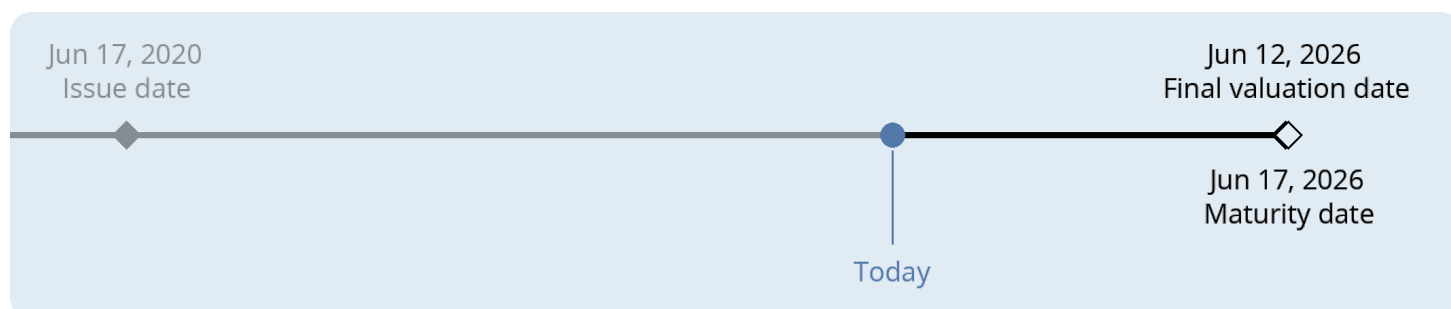 Jun 17, 2020
Issue date
Jun 12, 2026
Final valuation date
Jun 17, 2026
Maturity date
Today